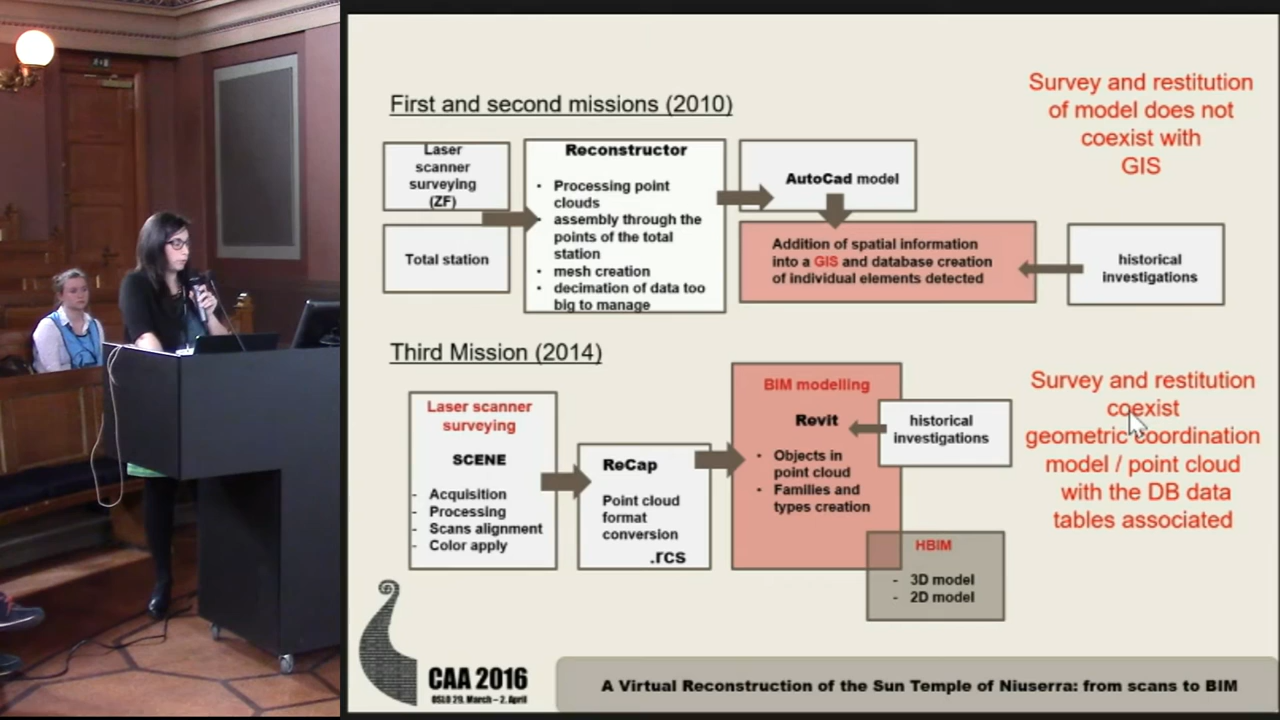 First and second missions (2010)
Survey and restitution
of model does not
coexist with
GIS
Laser
scanner
surveying
(ZF)
Total station
Reconstructor
• Processing point
clouds
• assembly through the
points of the total
station
• mesh creation
• decimation of data too
big to manage
AutoCad model
Addition of spatial information
into a GIS and database creation
of individual elements detected
historical
investigations
Third Mission (2014)
Laser scanner
surveying
SCENE
- Acquisition
- Processing
- Scans alignment
- Color apply
ReCap
Point cloud
format
conversion
.rcs
BIM modelling
Revit
• Objects in
point cloud
• Families and
types creation
historical
investigations
HBIM
- 3D model
- 2D model
Survey and restitution
coexist
geometric coordination
model / point cloud
with the DB data
tables associated
CAA 2016
OSLO 29. March – 2. April
A Virtual Reconstruction of the Sun Temple of Niuserra: from scans to BIM